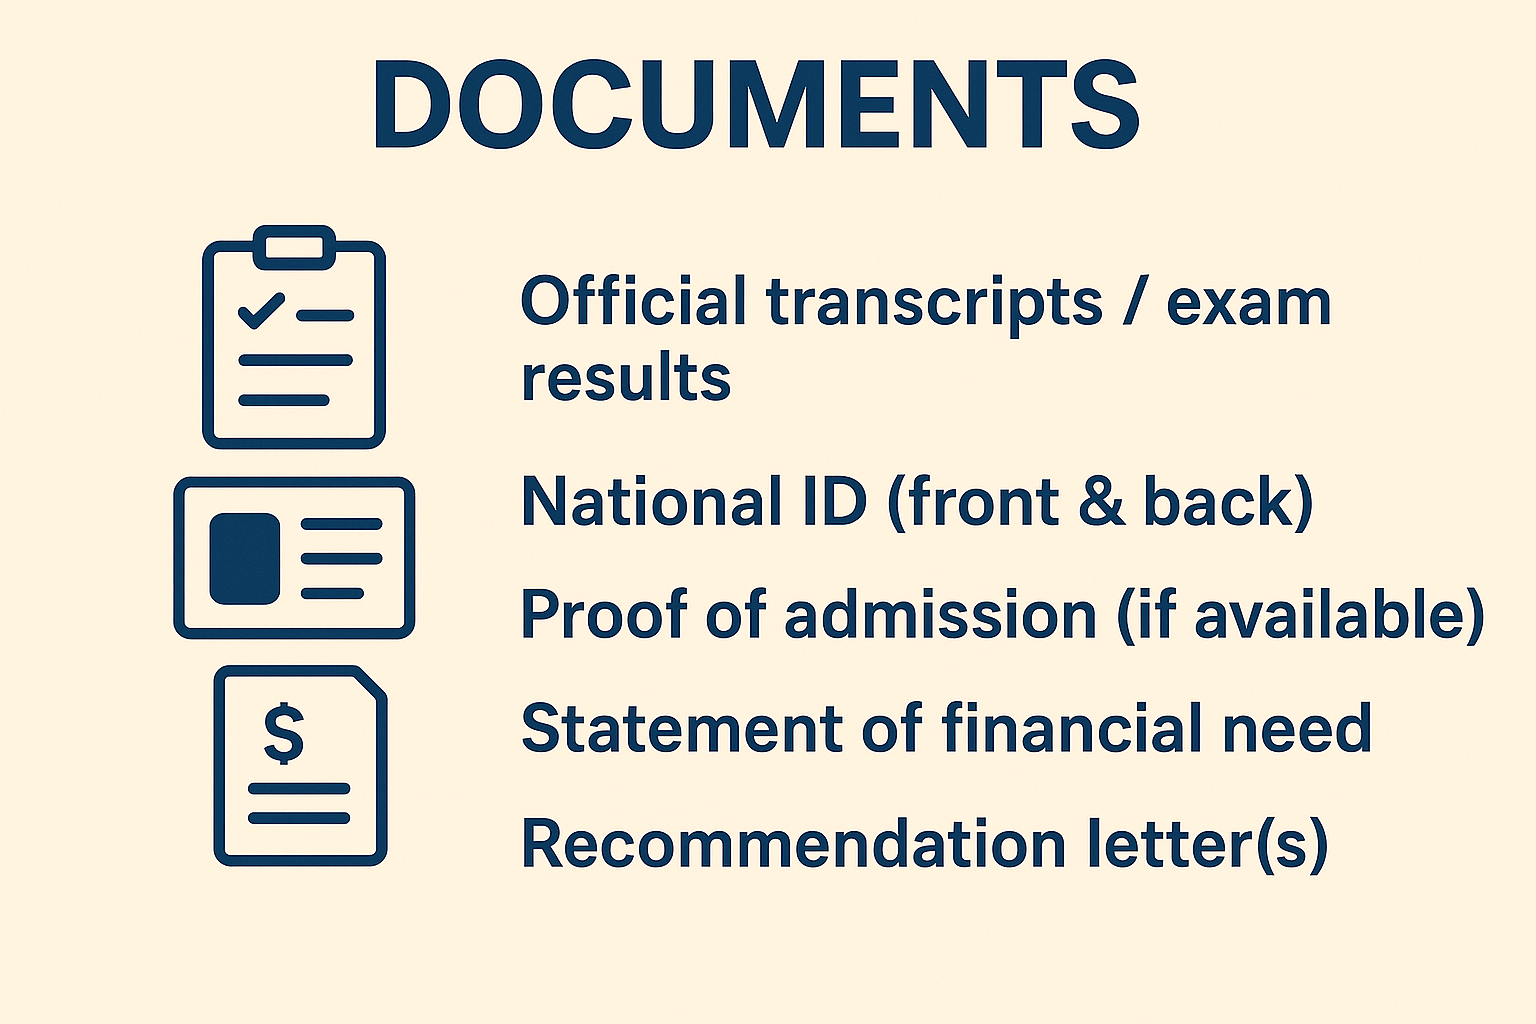 DOCUMENTS
Official transcripts / exam
results
National ID (front & back)
$
Proof of admission (if available)
Statement of financial need
Recommendation letter(s)